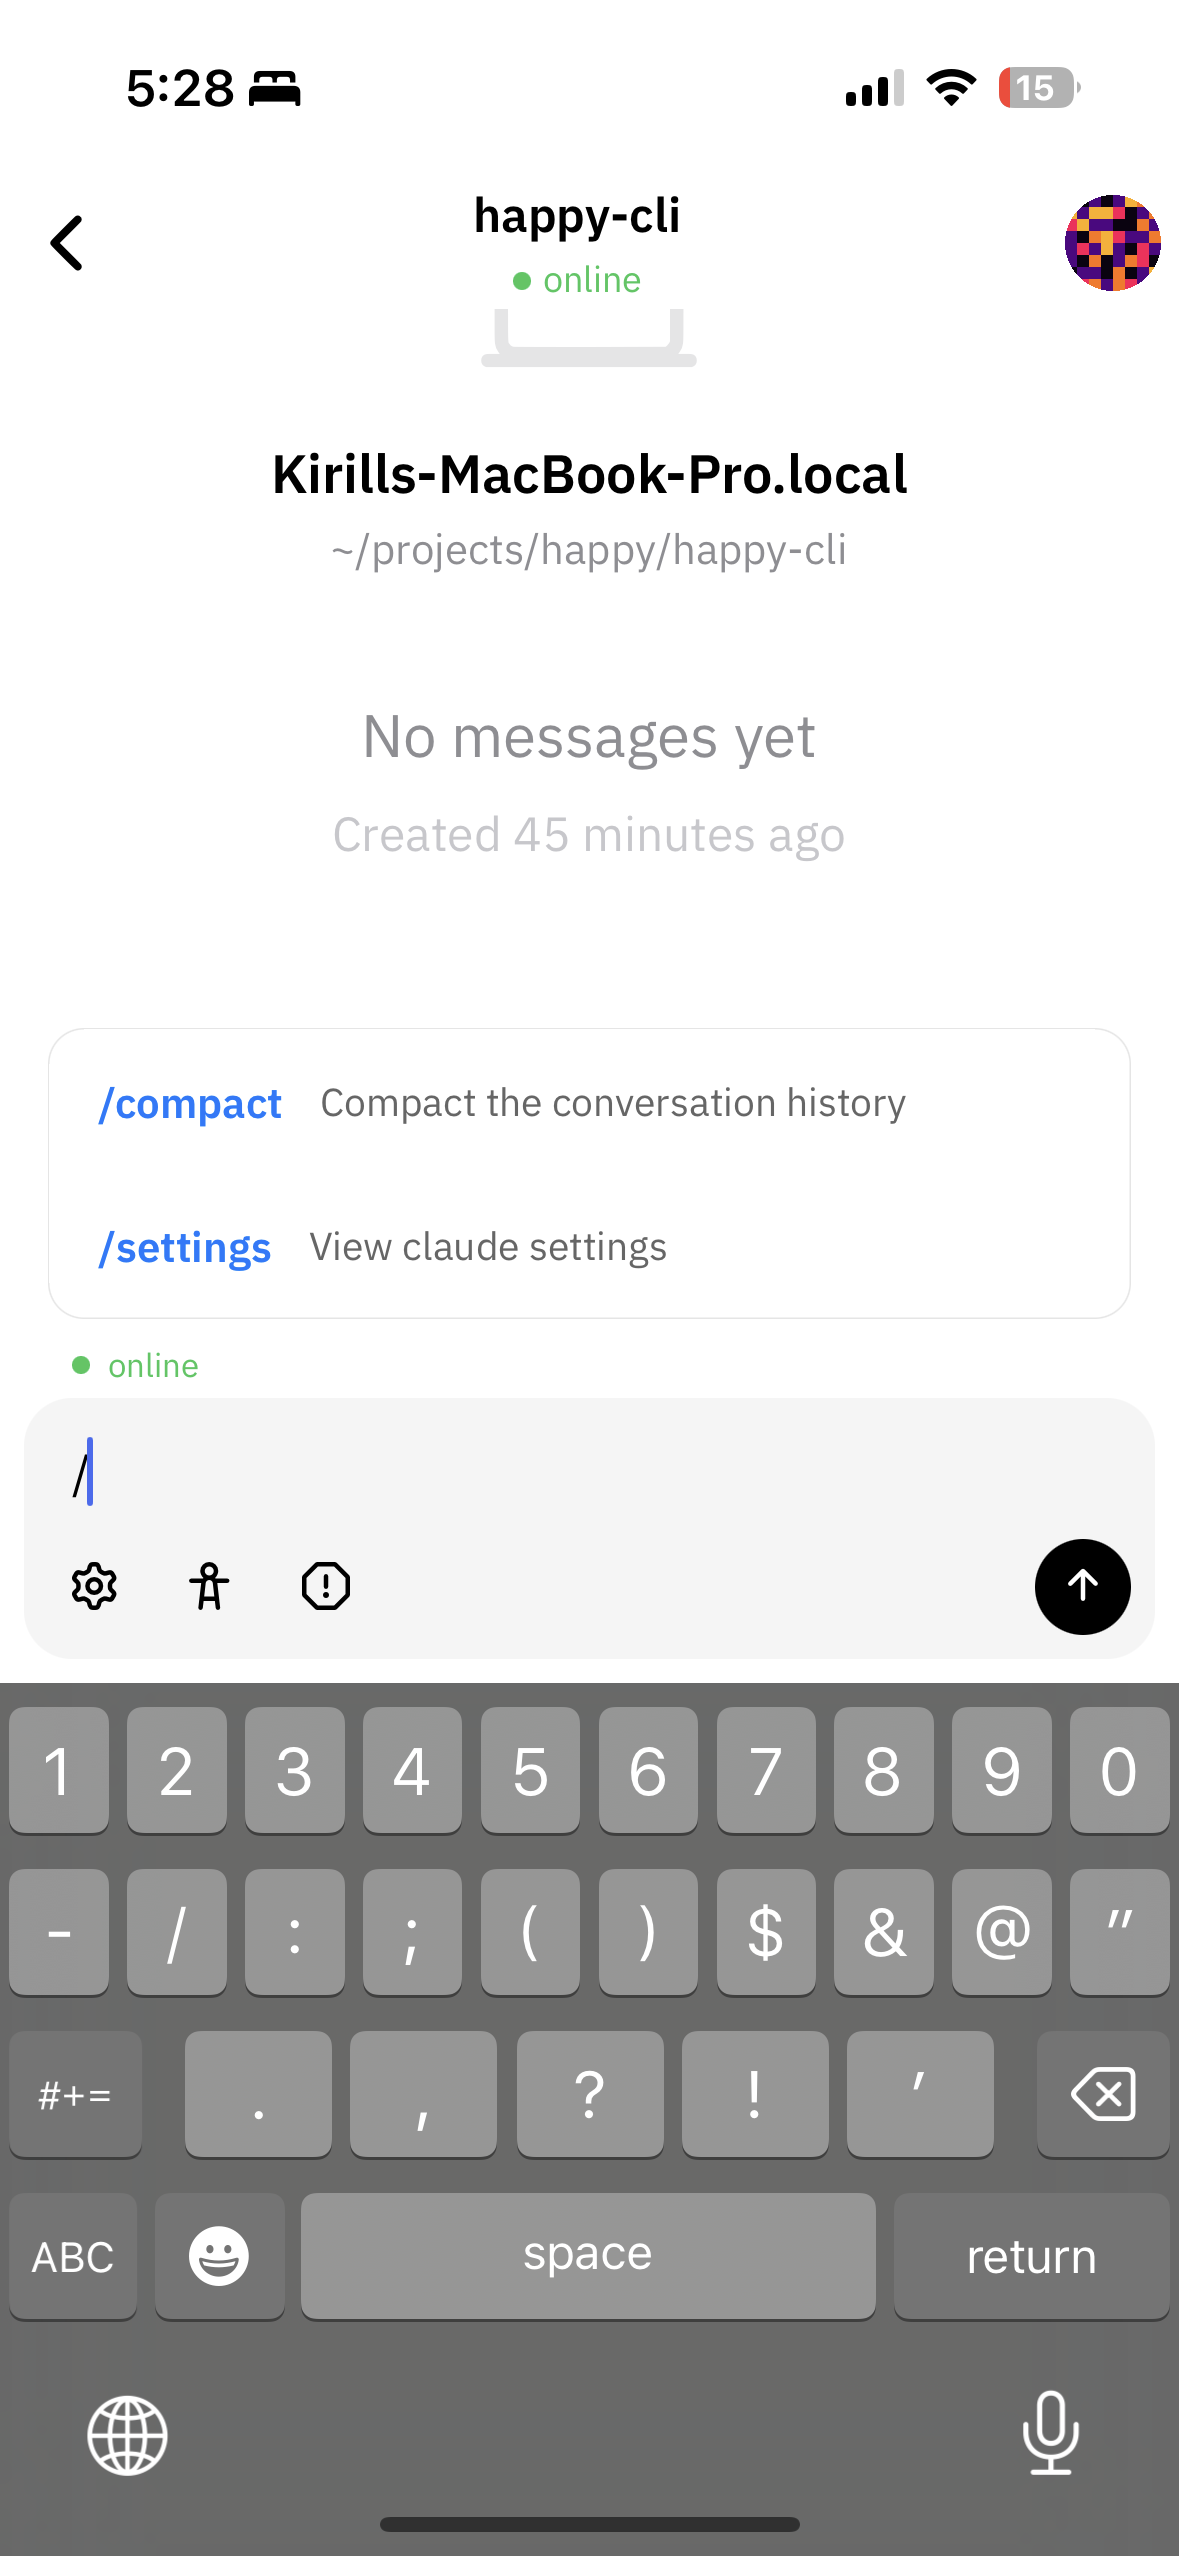 5:28
15
happy-cli
online
Kirills-MacBook-Pro.local
~/projects/happy/happy-cli
No messages yet
Created 45 minutes ago
/compact Compact the conversation history
/settings View claude settings
online
/
1 2 3 4 5 6 7 8 9 0
- / : ; ( ) $ & @ "
#+= . , ? ! '
ABC space return